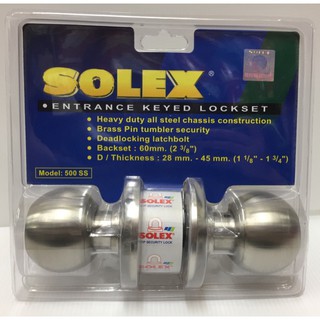 SOLEX
• ENTRANCE KEYED LOCKSET
• Heavy duty all steel chassis construction
• Brass Pin tumbler security
• Deadlocking latchbolt
• Backset : 60mm. (2 3/8")
• D / Thickness : 28 mm. - 45 mm. (1 1/8" - 1 3/4")
Model: 500 SS
SOLEX
SOLEX